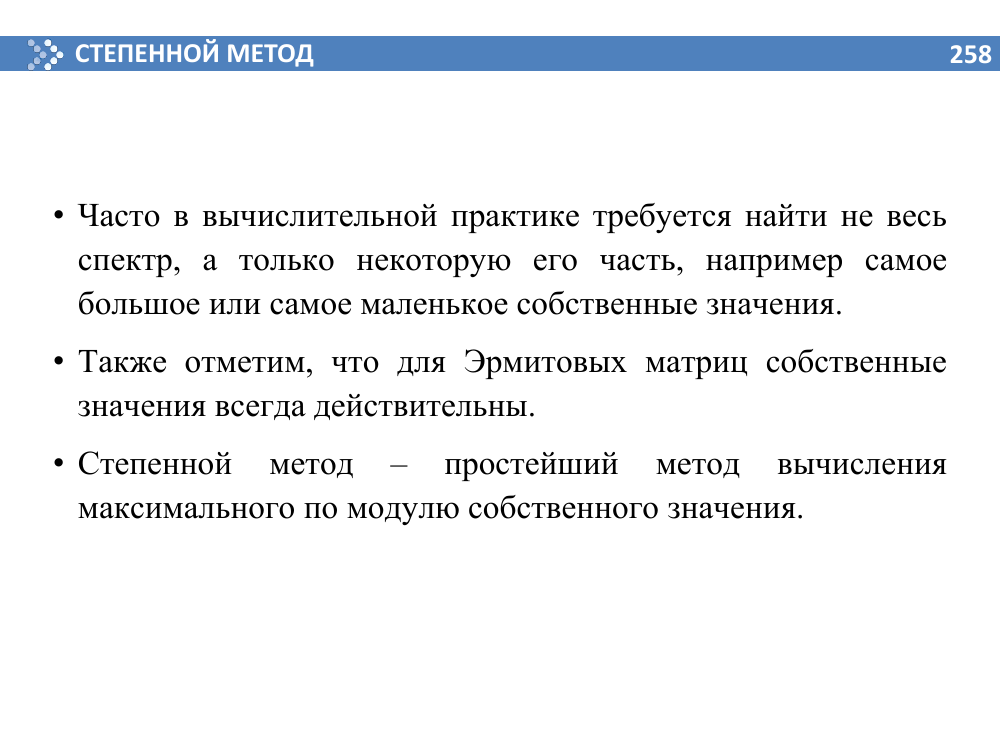 СТЕПЕННОЙ МЕТОД 258
• Часто в вычислительной практике требуется найти не весь
спектр, а только некоторую его часть, например самое
большое или самое маленькое собственные значения.
• Также отметим, что для Эрмитовых матриц собственные
значения всегда действительны.
• Степенной метод – простейший метод вычисления
максимального по модулю собственного значения.